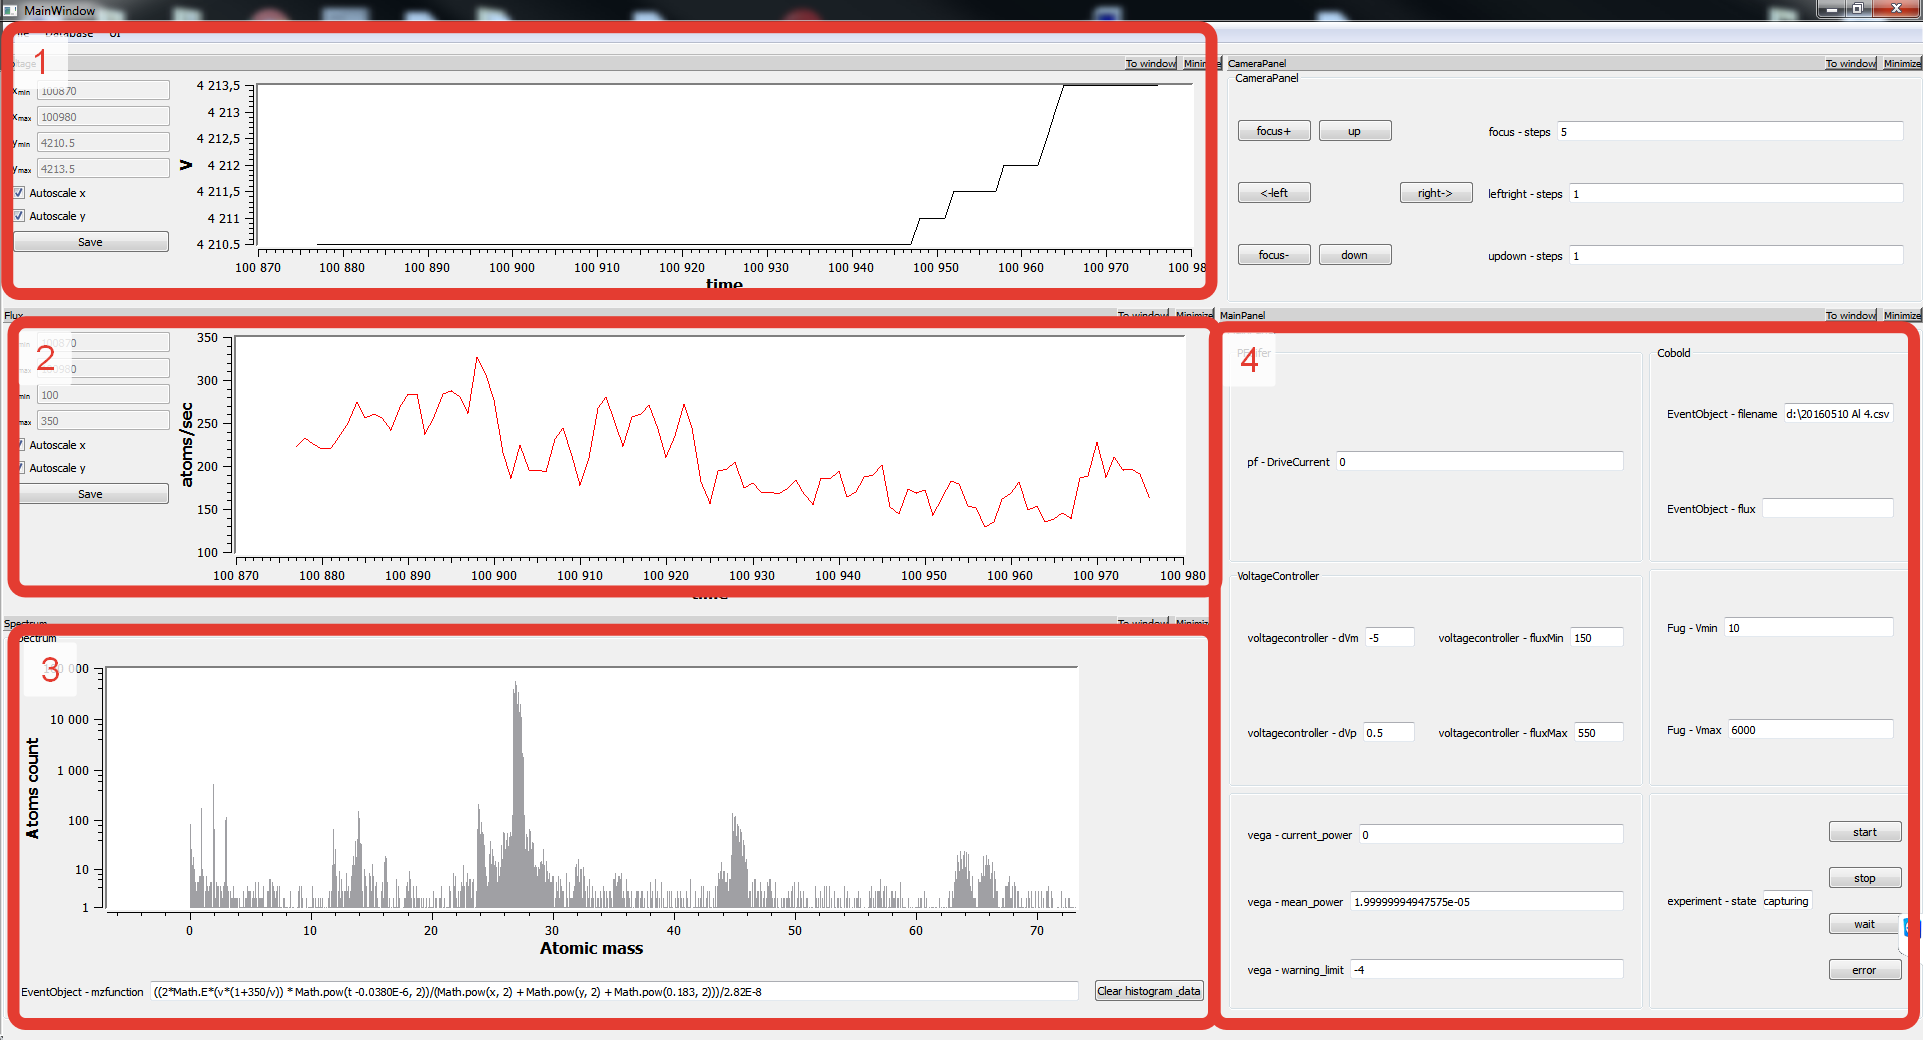 MainWindow
Database UI
1
To window Minimize
xmin 100870
xmax 100980
ymin 4210.5
ymax 4213.5
Autoscale x
Autoscale y
Save
V
4 213,5
4 213
4 212,5
4 212
4 211,5
4 211
4 210.5
100 870 100 880 100 890 100 900 100 910 100 920 100 930 100 940 100 950 100 960 100 970 100 98
time
CameraPanel To window Minimize
CameraPanel
focus+ up focus - steps 5
<-left right-> leftright - steps 1
focus- down updown - steps 1
Flux To window Minimize
2
100870
100980
min 100
max 350
Autoscale x
Autoscale y
Save
atoms/sec
350
300
250
200
150
100
100 870 100 880 100 890 100 900 100 910 100 920 100 930 100 940 100 950 100 960 100 970 100 980
time
Spectrum To window Minimize
Spectrum
3
Atoms count
000
10 000
1 000
100
10
1
0 10 20 30 40 50 60 70
Atomic mass
EventObject - mzfunction ((2*Math.E*(v*(1+350/v)) * Math.pow(t -0.0380E-6, 2))/(Math.pow(x, 2) + Math.pow(y, 2) + Math.pow(0.183, 2)))/2.82E-8
Clear histogram _data
MainPanel To window Minimize
4
pf - DriveCurrent 0
Cobold
EventObject - filename d:\20160510 Al 4.csv
EventObject - flux
VoltageController
voltagecontroller - dVm -5 voltagecontroller - fluxMin 150
voltagecontroller - dVp 0.5 voltagecontroller - fluxMax 550
Fug - Vmin 10
Fug - Vmax 6000
vega - current_power 0
vega - mean_power 1.99999994947575e-05
vega - warning_limit -4
experiment - state capturing
start
stop
wait
error